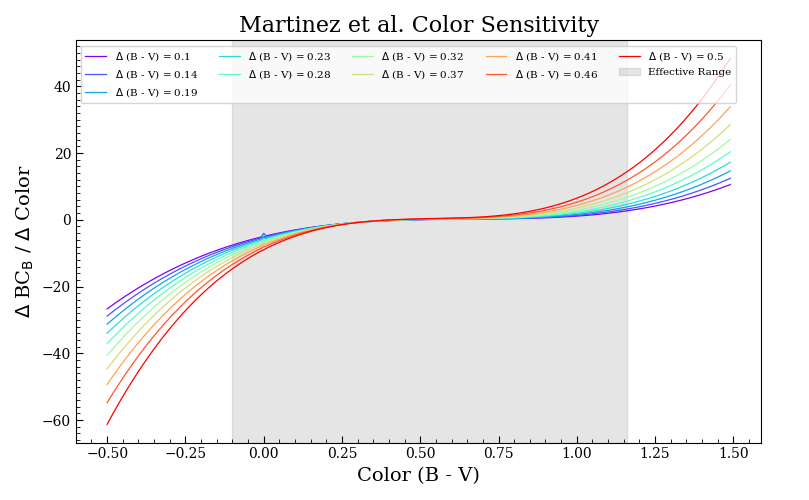 Martinez et al. Color Sensitivity
Δ (B - V) = 0.1
Δ (B - V) = 0.14
Δ (B - V) = 0.19
Δ (B - V) = 0.23
Δ (B - V) = 0.28
Δ (B - V) = 0.32
Δ (B - V) = 0.37
Δ (B - V) = 0.41
Δ (B - V) = 0.46
Δ (B - V) = 0.5
Effective Range
Δ BC_B / Δ Color
40
20
0
−20
−40
−60
−0.50 −0.25 0.00 0.25 0.50 0.75 1.00 1.25 1.50
Color (B - V)